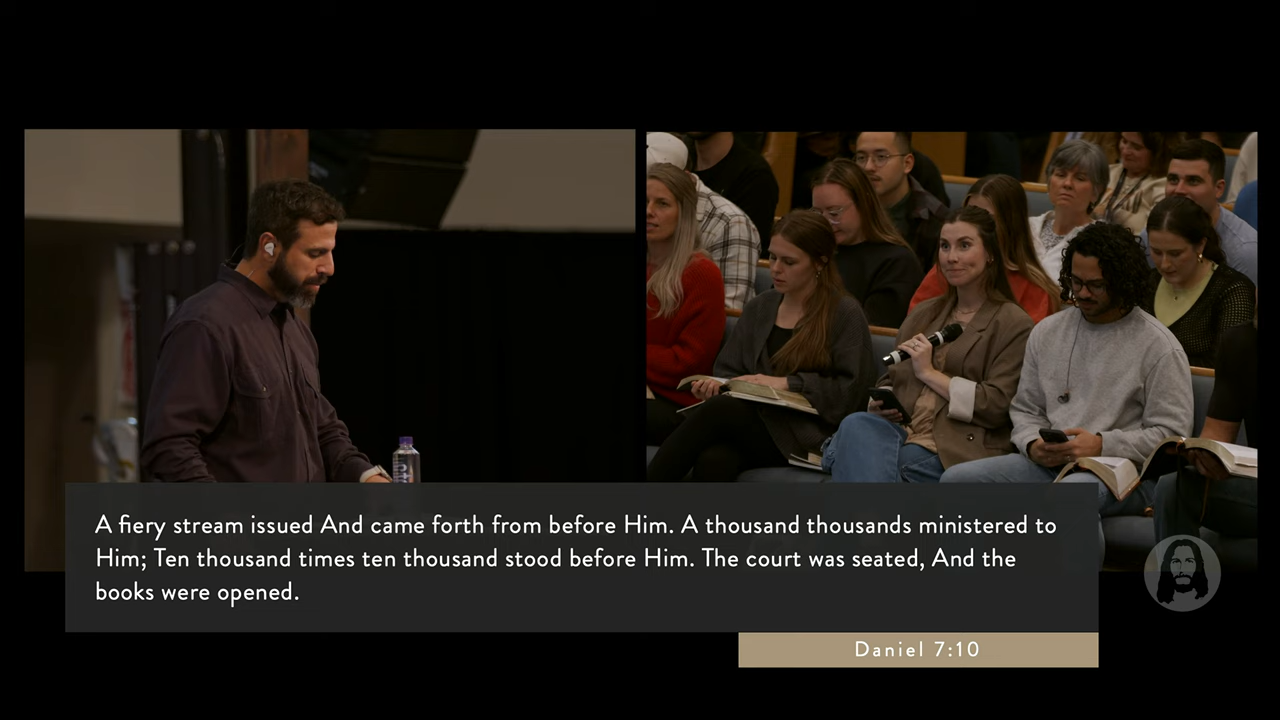 A fiery stream issued And came forth from before Him. A thousand thousands ministered to
Him; Ten thousand times ten thousand stood before Him. The court was seated, And the
books were opened.
Daniel 7:10